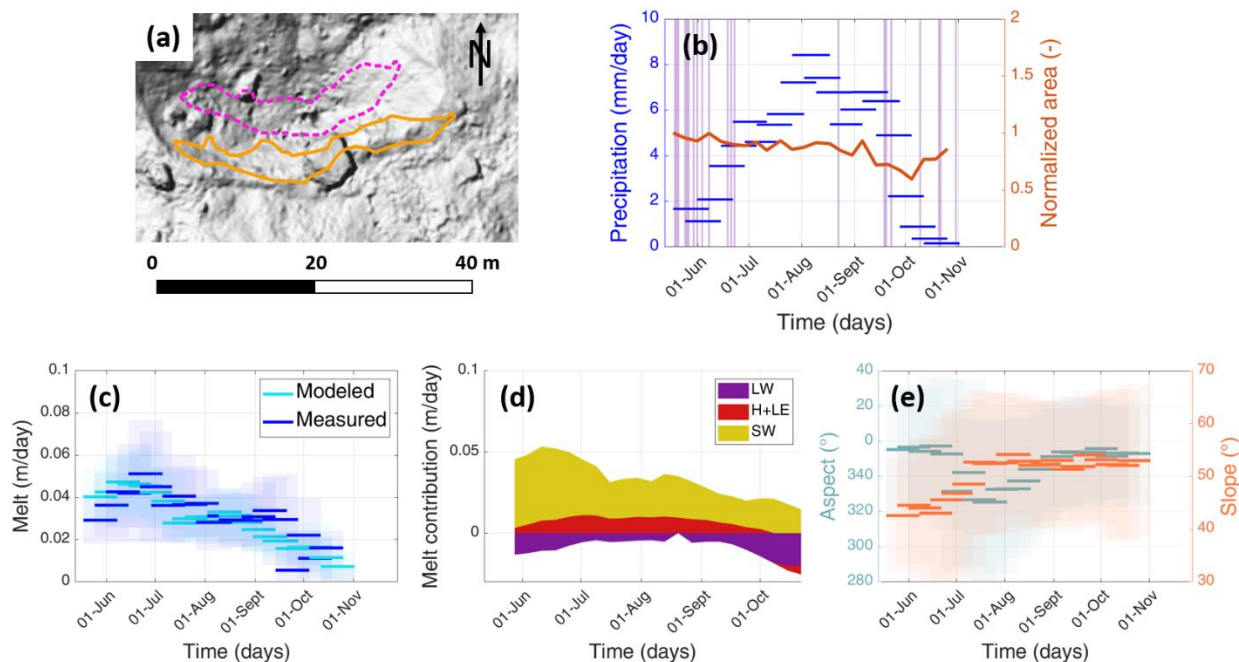 (a)
N
0 20 40 m
(b)
Precipitation (mm/day)
10
8
6
4
2
0
Normalized area (-)
2
1.5
1
0.5
0
01-Jun 01-Jul 01-Aug 01-Sept 01-Oct 01-Nov
Time (days)
(c)
Melt (m/day)
0.1
0.08
0.06
0.04
0.02
0
Modeled
Measured
01-Jun 01-Jul 01-Aug 01-Sept 01-Oct 01-Nov
Time (days)
(d)
Melt contribution (m/day)
0.1
0.05
0
LW
H+LE
SW
01-Jun 01-Jul 01-Aug 01-Sept 01-Oct
Time (days)
(e)
Aspect (°)
40
20
0
340
320
300
280
Slope (°)
70
60
50
40
30
01-Jun 01-Jul 01-Aug 01-Sept 01-Oct 01-Nov
Time (days)